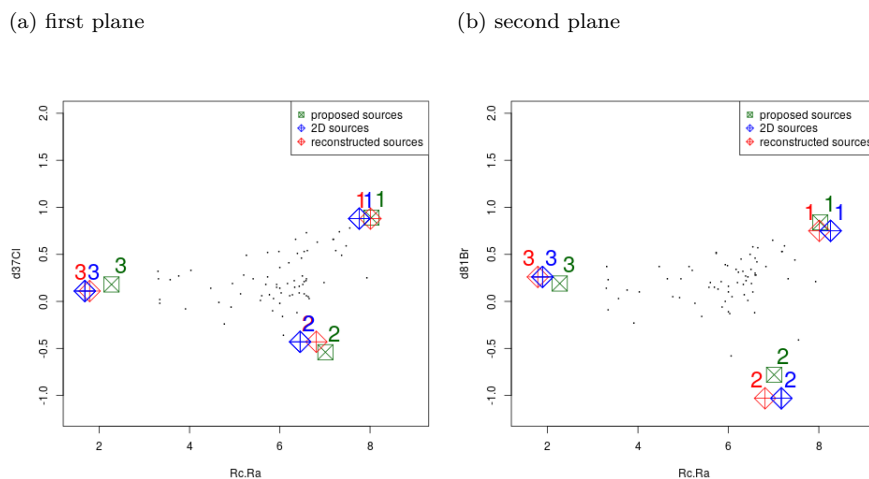 (a) first plane
(b) second plane
proposed sources
2D sources
reconstructed sources
2.0
1.5
1.0
0.5
0.0
-0.5
-1.0
d37Cl
1 1 1
3 3 3
2 2
2 4 6 8
Rc.Ra
proposed sources
2D sources
reconstructed sources
2.0
1.5
1.0
0.5
0.0
-0.5
-1.0
d81Br
1 1 1
3 3 3
2
2 2
2 4 6 8
Rc.Ra